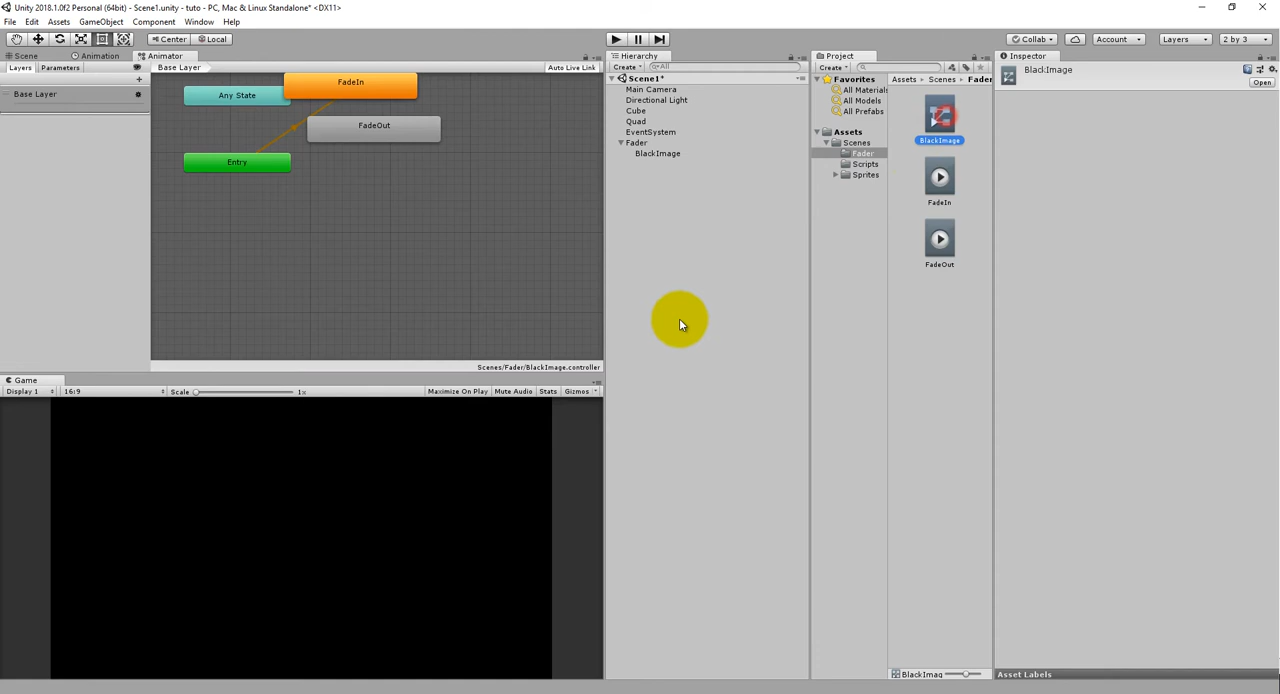 Unity 2018.1.0f2 Personal (64bit) - Scene1.unity - tuto - PC, Mac & Linux Standalone* <DX11>
File Edit Assets GameObject Component Window Help
Center Local Collab Account Layers 2 by 3
Scene Animation Animator
Layers Parameters Base Layer Auto Live Link
Base Layer
Any State
FadeIn
FadeOut
Entry
Scenes/Fader/BlackImage.controller
Game
Display 1 16:9 Scale 1x Maximize On Play Mute Audio Stats Gizmos
Hierarchy
Create All
Scene1*
Main Camera
Directional Light
Cube
Quad
EventSystem
Fader
BlackImage
Project
Create
Favorites
All Materials
All Models
All Prefabs
Assets
Scenes
Fader
Scripts
Sprites
Assets Scenes Fader
BlackImage
FadeIn
FadeOut
BlackImag
Inspector
BlackImage
Open
Asset Labels